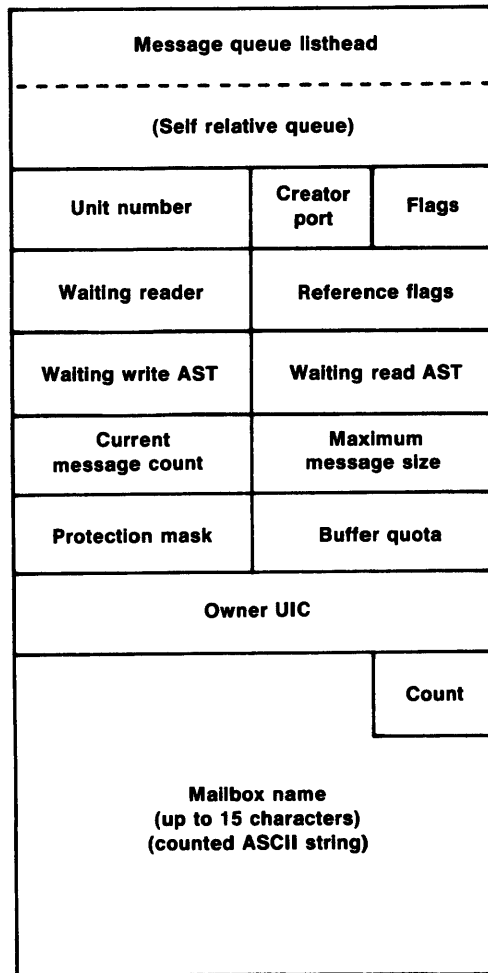 Message queue listhead
(Self relative queue)
Unit number
Creator
port
Flags
Waiting reader
Reference flags
Waiting write AST
Waiting read AST
Current
message count
Maximum
message size
Protection mask
Buffer quota
Owner UIC
Count
Mailbox name
(up to 15 characters)
(counted ASCII string)